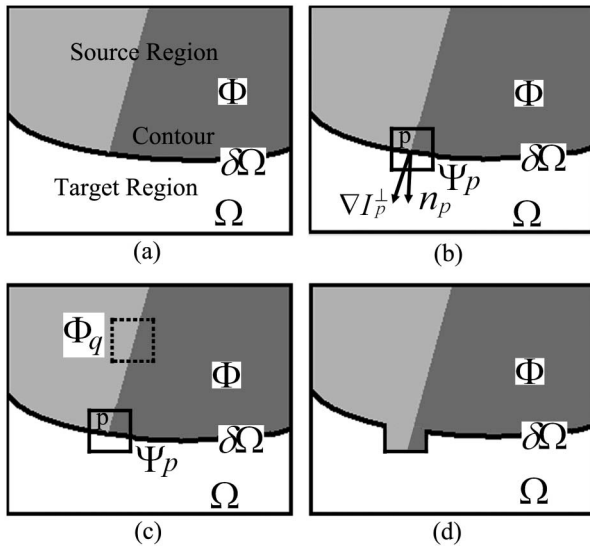 Source Region
Φ
Contour
δΩ
Target Region
Ω
(a)
Φ
p
δΩ
Ψp
∇I⊥p
np
Ω
(b)
Φq
Φ
p
δΩ
Ψp
Ω
(c)
Φ
δΩ
Ω
(d)